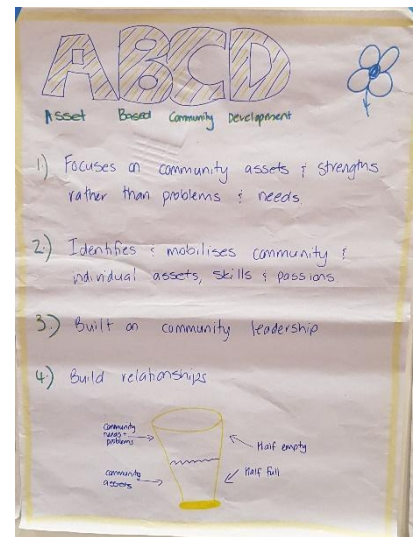 ABCD
Asset Based Community Development
1) Focuses on community assets & strengths
rather than problems & needs
2.) Identifies & mobilises community &
individual assets, skills & passions
3.) Built on community leadership
4.) Build relationships
community
needs +
problems
Half empty
community
assets
Half full